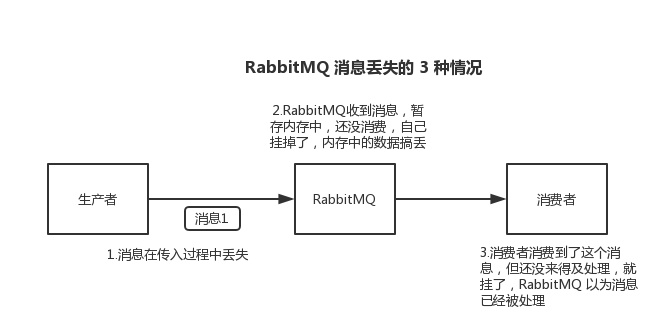 RabbitMQ 消息丢失的 3 种情况
2.RabbitMQ收到消息，暂
存内存中，还没消费，自己
挂掉了，内存中的数据搞丢
生产者
消息1
RabbitMQ
消费者
1.消息在传入过程中丢失
3.消费者消费到了这个消
息，但还没来得及处理，就
挂了，RabbitMQ 以为消息
已经被处理